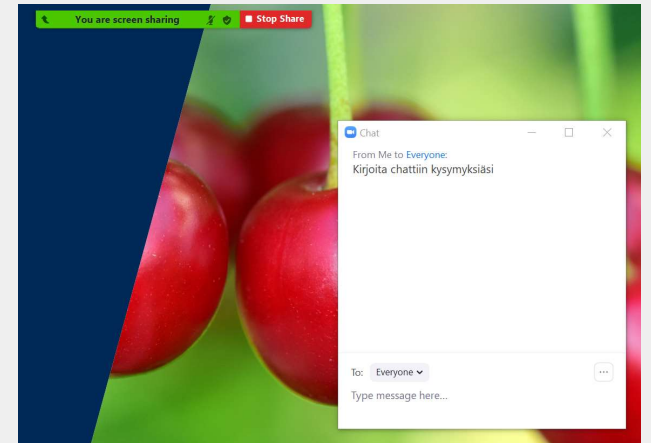 You are screen sharing
Stop Share
Chat
From Me to Everyone:
Kirjoita chattiin kysymyksiäsi
To: Everyone
Type message here...